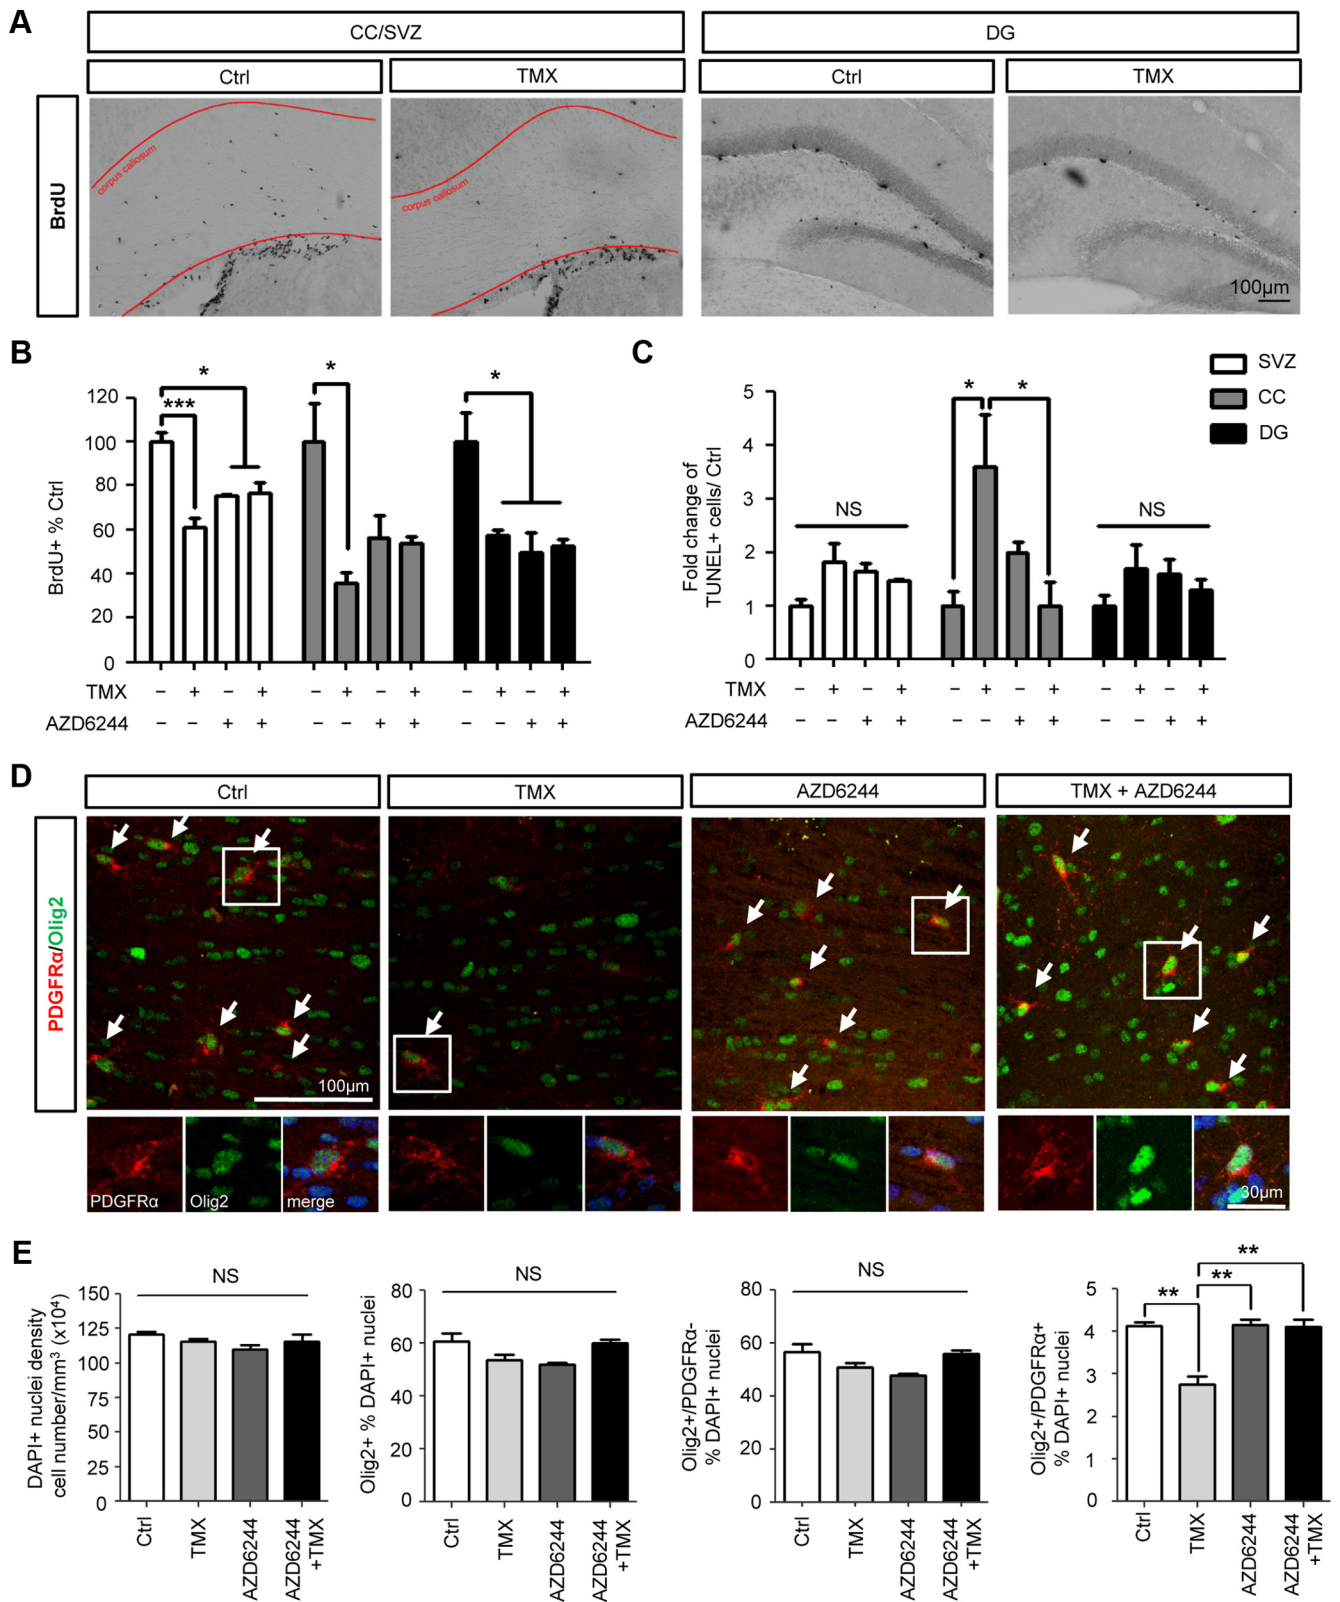 A
CC/SVZ
DG
Ctrl
TMX
Ctrl
TMX
BrdU
corpus callosum
corpus callosum
100µm
B
BrdU+ % Ctrl
120
100
80
60
40
20
0
*
***
*
*
TMX − + − + − + − + − + − +
AZD6244 − − + + − − + + − − + +
C
SVZ
CC
DG
Fold change of
TUNEL+ cells/ Ctrl
5
4
3
2
1
0
NS
*
*
NS
TMX − + − + − + − + − + − +
AZD6244 − − + + − − + + − − + +
D
Ctrl
TMX
AZD6244
TMX + AZD6244
PDGFRα/Olig2
100µm
PDGFRα
Olig2
merge
30µm
E
DAPI+ nuclei density
cell number/mm³ (x10⁴)
150
125
100
75
50
25
0
NS
Ctrl
TMX
AZD6244
AZD6244
+TMX
Olig2+ % DAPI+ nuclei
80
60
40
20
0
NS
Ctrl
TMX
AZD6244
AZD6244
+TMX
Olig2+/PDGFRα-
% DAPI+ nuclei
80
60
40
20
0
NS
Ctrl
TMX
AZD6244
AZD6244
+TMX
Olig2+/PDGFRα+
% DAPI+ nuclei
5
4
3
2
1
0
**
**
**
Ctrl
TMX
AZD6244
AZD6244
+TMX